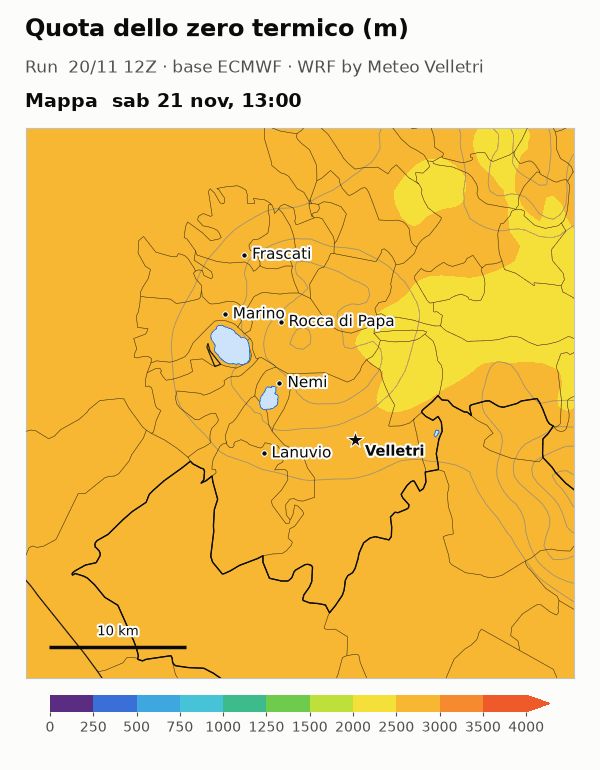 Quota dello zero termico (m)
Run  20/11 12Z · base ECMWF · WRF by Meteo Velletri
Mappa  sab 21 nov, 13:00
Frascati
Marino
Rocca di Papa
Nemi
Velletri
Lanuvio
10 km
0 250 500 750 1000 1250 1500 2000 2500 3000 3500 4000